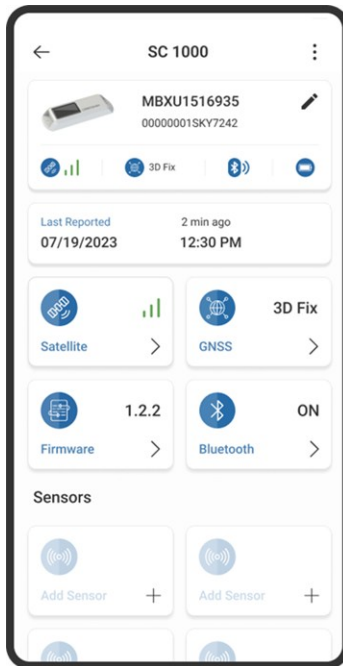 SC 1000
MBXU1516935
00000001SKY7242
3D Fix
Last Reported 2 min ago
07/19/2023 12:30 PM
3D Fix
Satellite GNSS
1.2.2 ON
Firmware Bluetooth
Sensors
Add Sensor Add Sensor